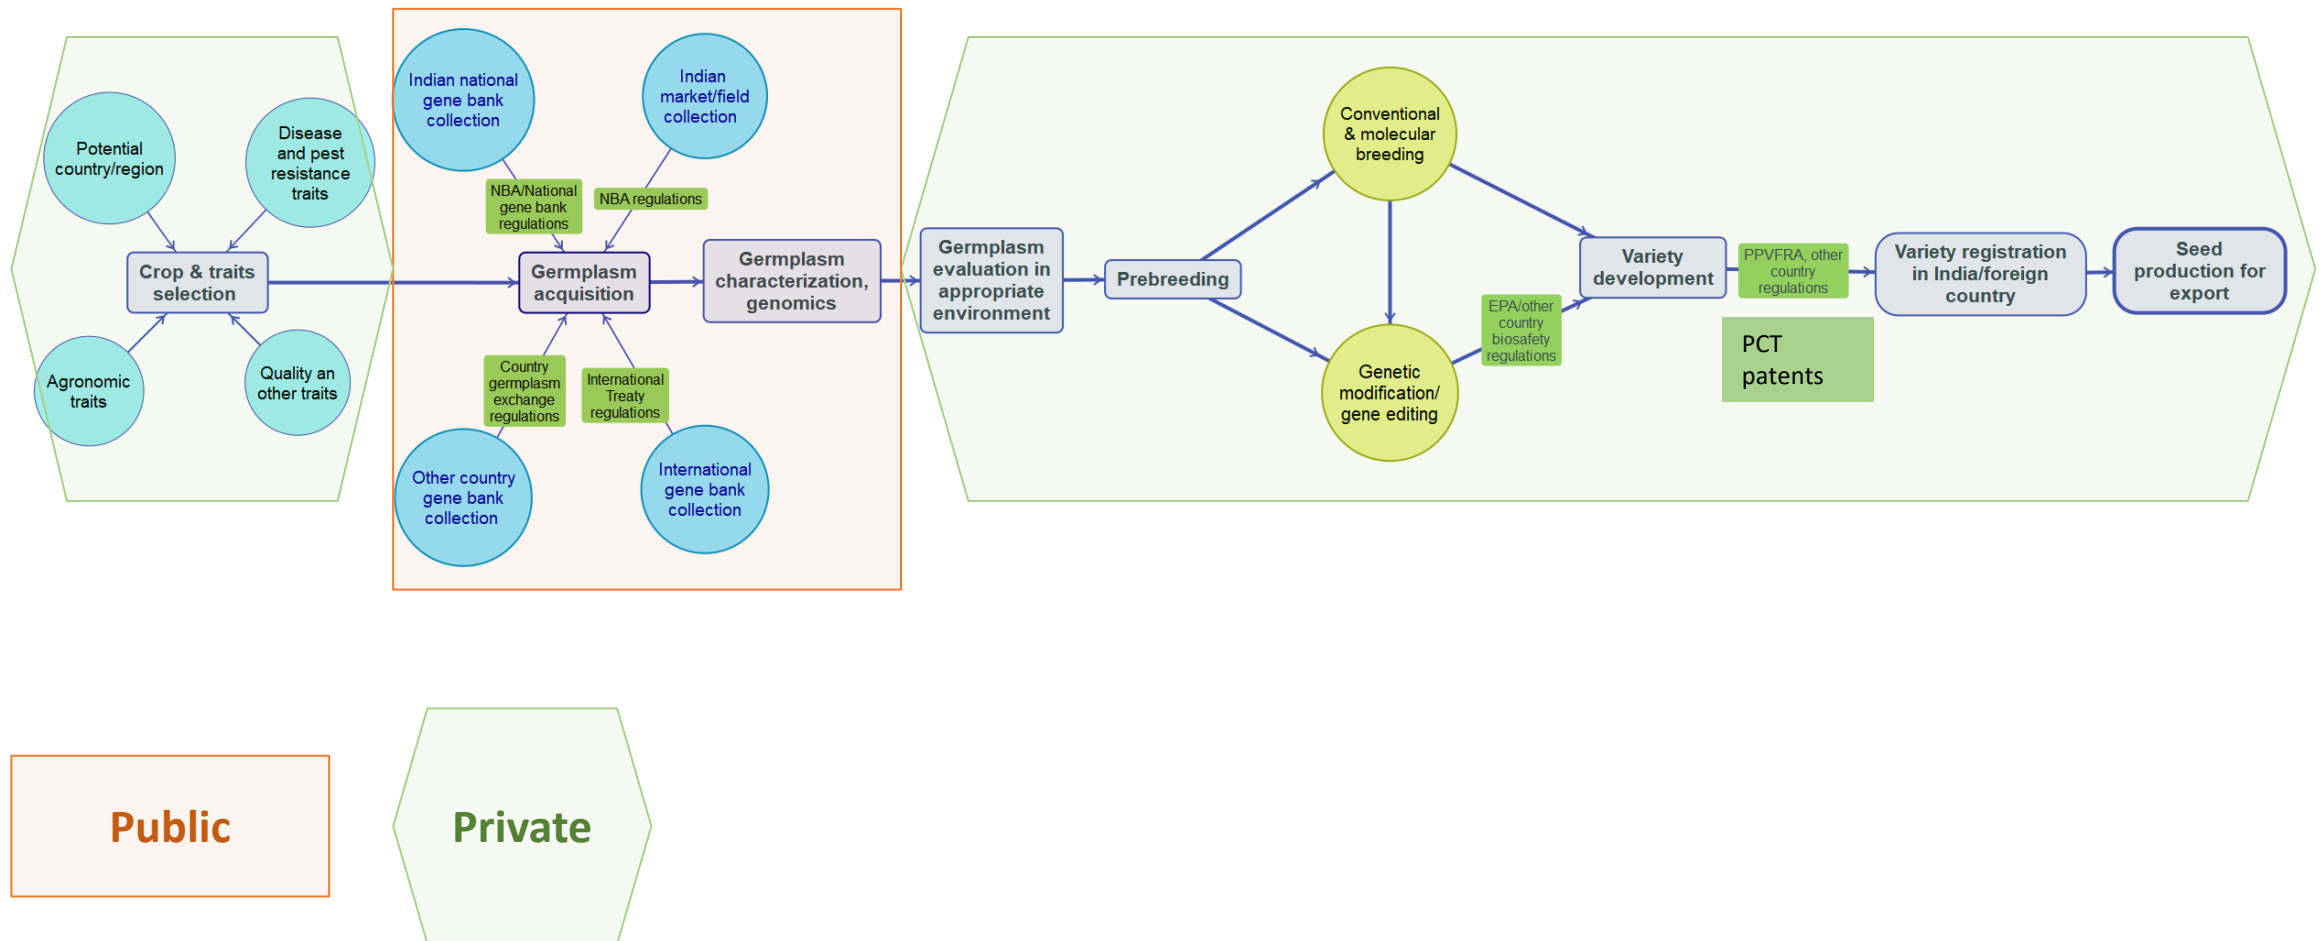 Potential
country/region
Disease
and pest
resistance
traits
Crop & traits
selection
Agronomic
traits
Quality an
other traits
Indian national
gene bank
collection
Indian
market/field
collection
NBA/National
gene bank
regulations
NBA regulations
Germplasm
acquisition
Germplasm
characterization,
genomics
Country
germplasm
exchange
regulations
International
Treaty
regulations
Other country
gene bank
collection
International
gene bank
collection
Germplasm
evaluation in
appropriate
environment
Prebreeding
Conventional
& molecular
breeding
Genetic
modification/
gene editing
EPA/other
country
biosafety
regulations
Variety
development
PPVFRA, other
country
regulations
PCT
patents
Variety registration
in India/foreign
country
Seed
production for
export
Public
Private